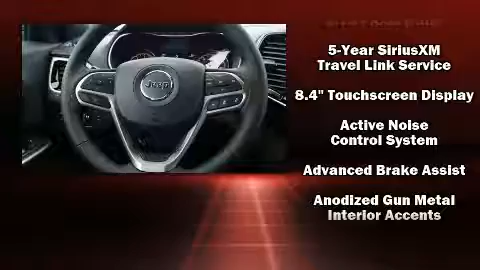 Jeep
5-Year SiriusXM
Travel Link Service
8.4" Touchscreen Display
Active Noise
Control System
Advanced Brake Assist
Anodized Gun Metal
Interior Accents